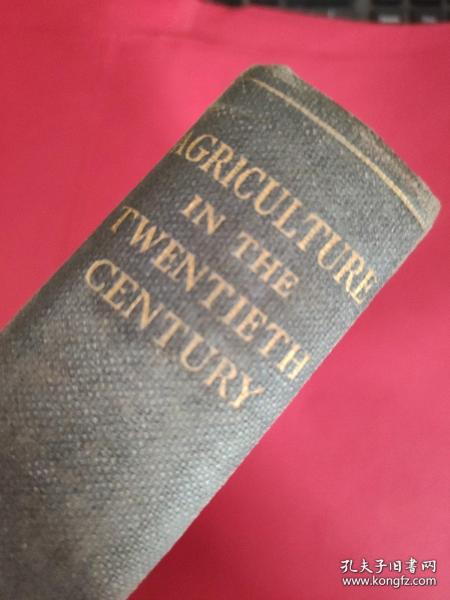 AGRICULTURE
IN THE
TWENTIETH
CENTURY
孔夫子旧书网
www.kongfz.com